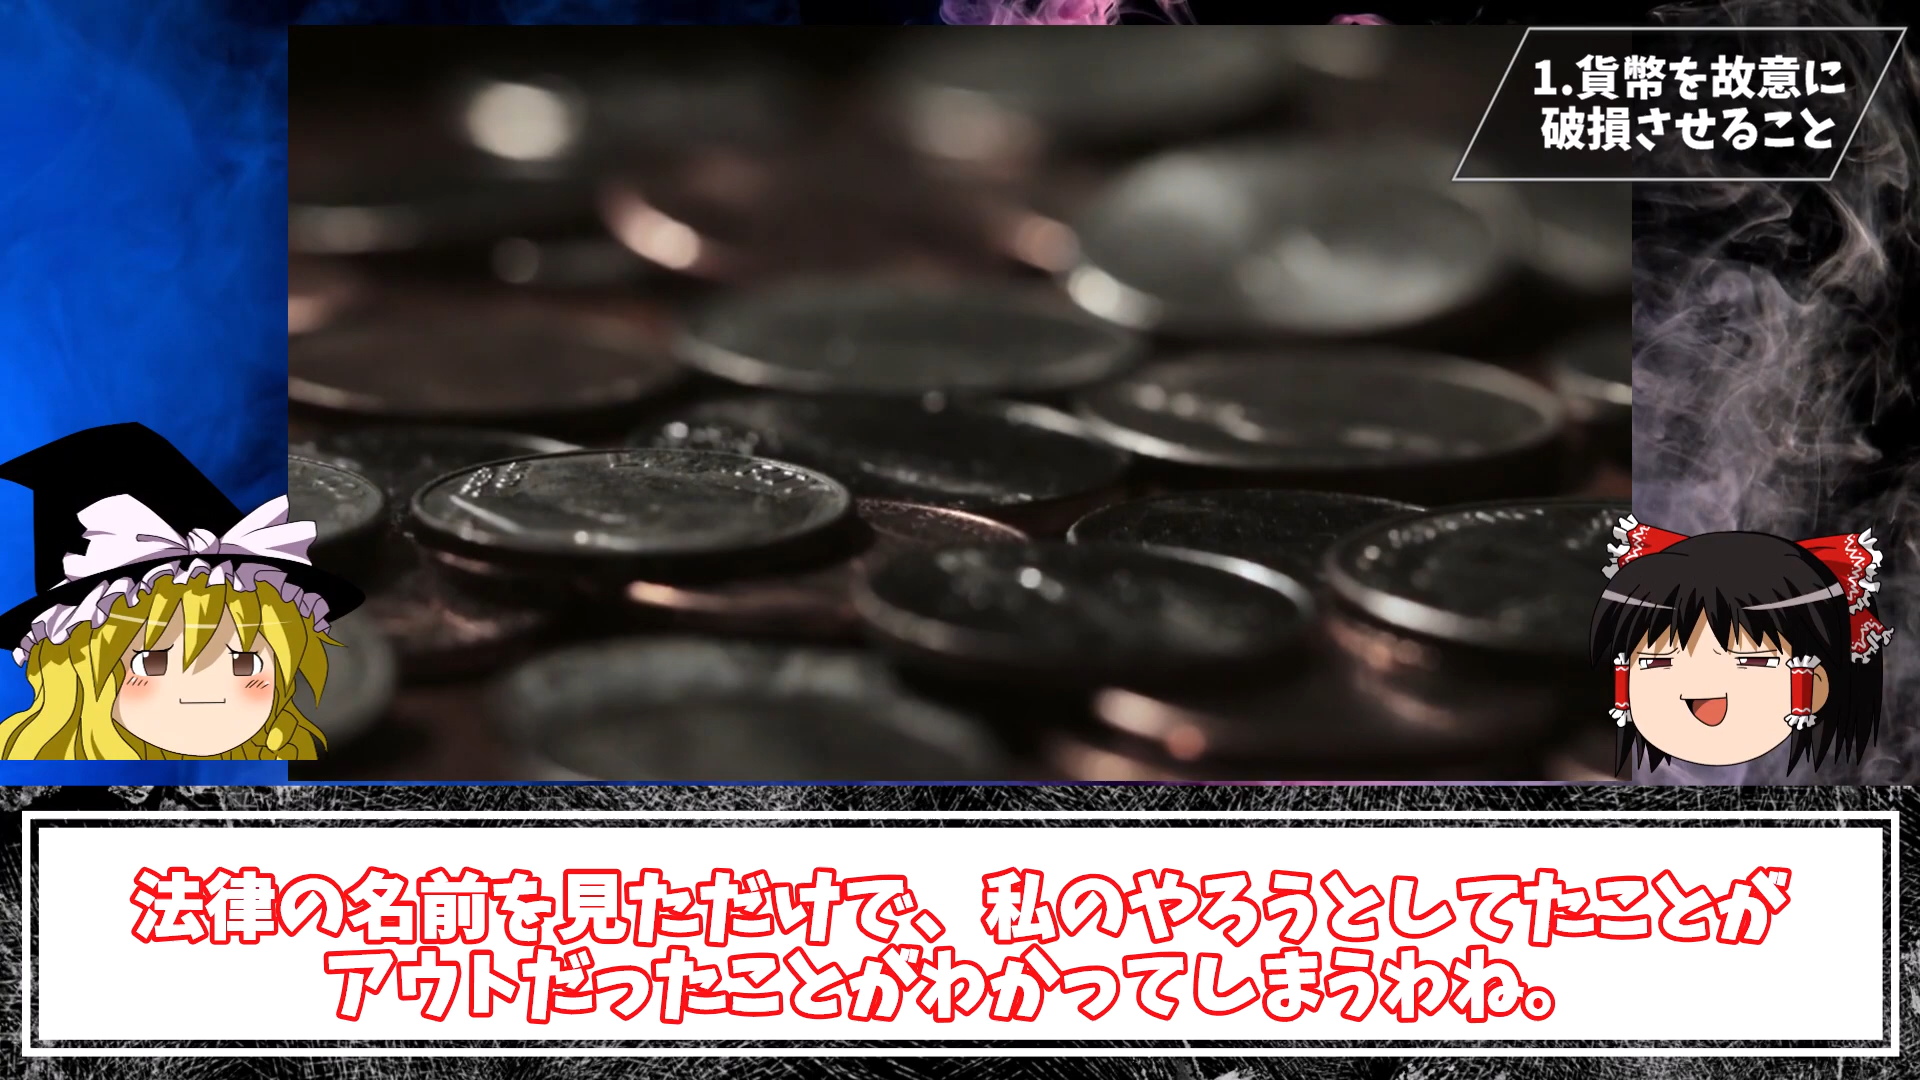 1.貨幣を故意に
破損させること
法律の名前を見ただけで、私のやろうとしてたことが
アウトだったことがわかってしまうわね。